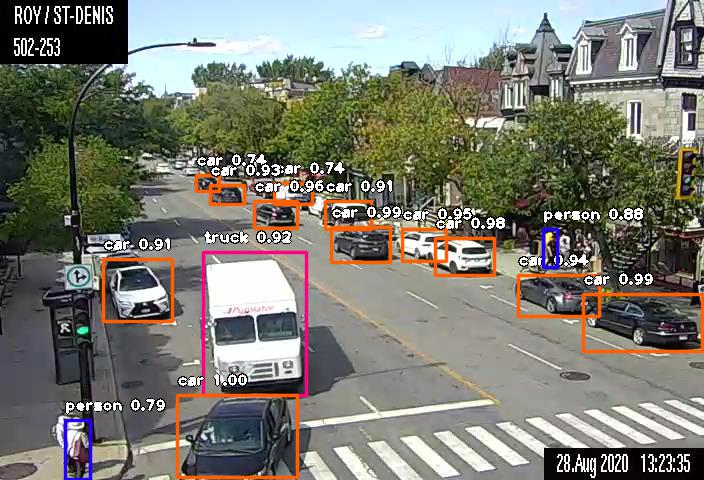 ROY / ST-DENIS
502-253
car 0.74
car 0.74
car 0.93
car 0.96
car 0.91
car 0.99
car 0.95
car 0.98
person 0.88
car 0.91
truck 0.92
car 0.94
car 0.99
car 1.00
person 0.79
28.Aug 2020 13:23:35